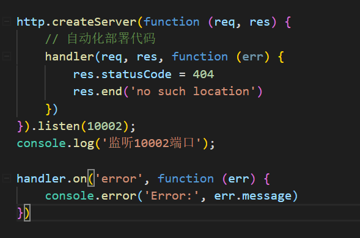 http.createServer(function (req, res) {
    // 自动化部署代码
    handler(req, res, function (err) {
        res.statusCode = 404
        res.end('no such location')
    })
}).listen(10002);
console.log('监听10002端口');

handler.on('error', function (err) {
    console.error('Error:', err.message)
})